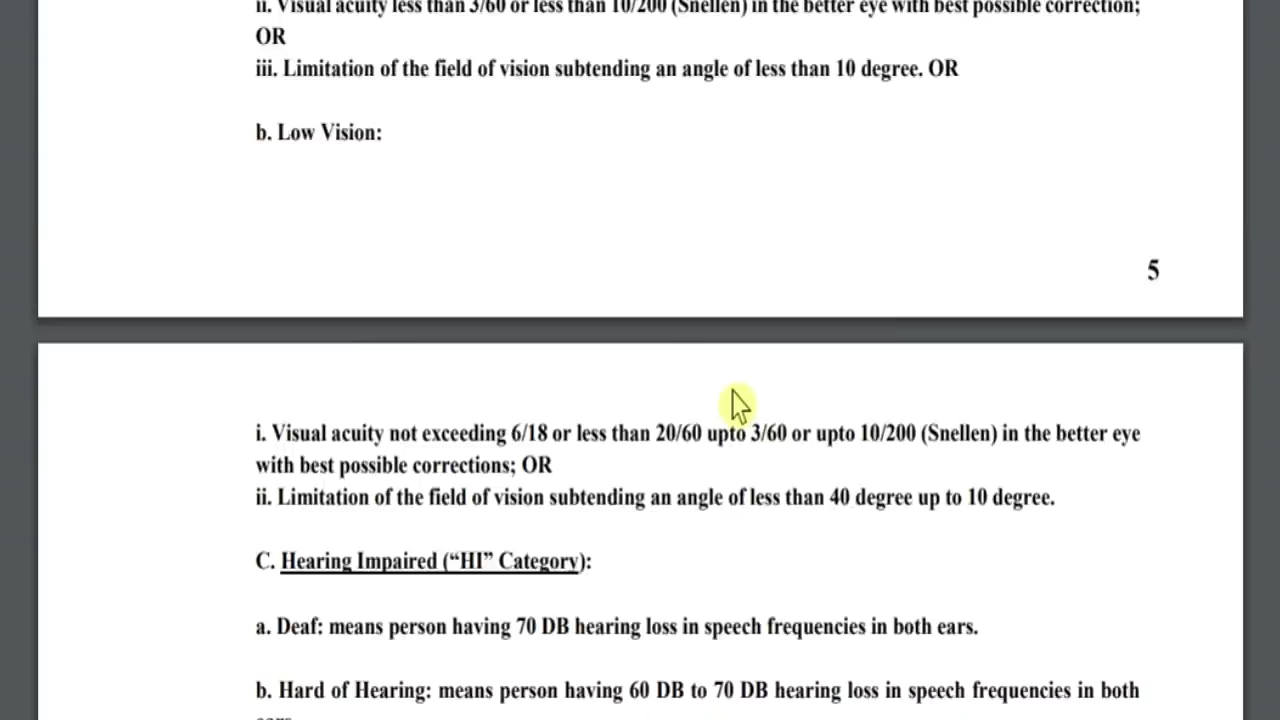 ii. Visual acuity less than 3/60 or less than 10/200 (Snellen) in the better eye with best possible correction;
OR
iii. Limitation of the field of vision subtending an angle of less than 10 degree. OR
b. Low Vision:
5
i. Visual acuity not exceeding 6/18 or less than 20/60 upto 3/60 or upto 10/200 (Snellen) in the better eye
with best possible corrections; OR
ii. Limitation of the field of vision subtending an angle of less than 40 degree up to 10 degree.
C. Hearing Impaired (“HI” Category):
a. Deaf: means person having 70 DB hearing loss in speech frequencies in both ears.
b. Hard of Hearing: means person having 60 DB to 70 DB hearing loss in speech frequencies in both